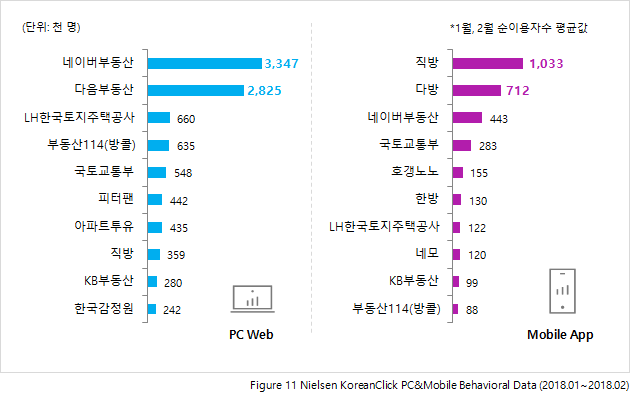 (단위: 천 명)
*1월, 2월 순이용자수 평균값
네이버부동산 3,347
다음부동산 2,825
LH한국토지주택공사 660
부동산114(방콜) 635
국토교통부 548
피터팬 442
아파트투유 435
직방 359
KB부동산 280
한국감정원 242
PC Web
직방 1,033
다방 712
네이버부동산 443
국토교통부 283
호갱노노 155
한방 130
LH한국토지주택공사 122
네모 120
KB부동산 99
부동산114(방콜) 88
Mobile App
Figure 11 Nielsen KoreanClick PC&Mobile Behavioral Data (2018.01~2018.02)